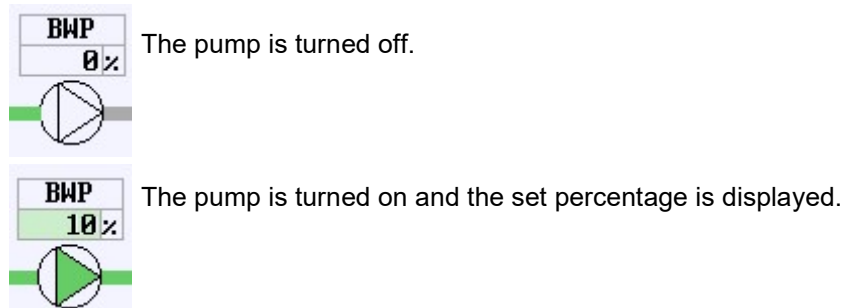 BWP
0%
The pump is turned off.
BWP
10%
The pump is turned on and the set percentage is displayed.